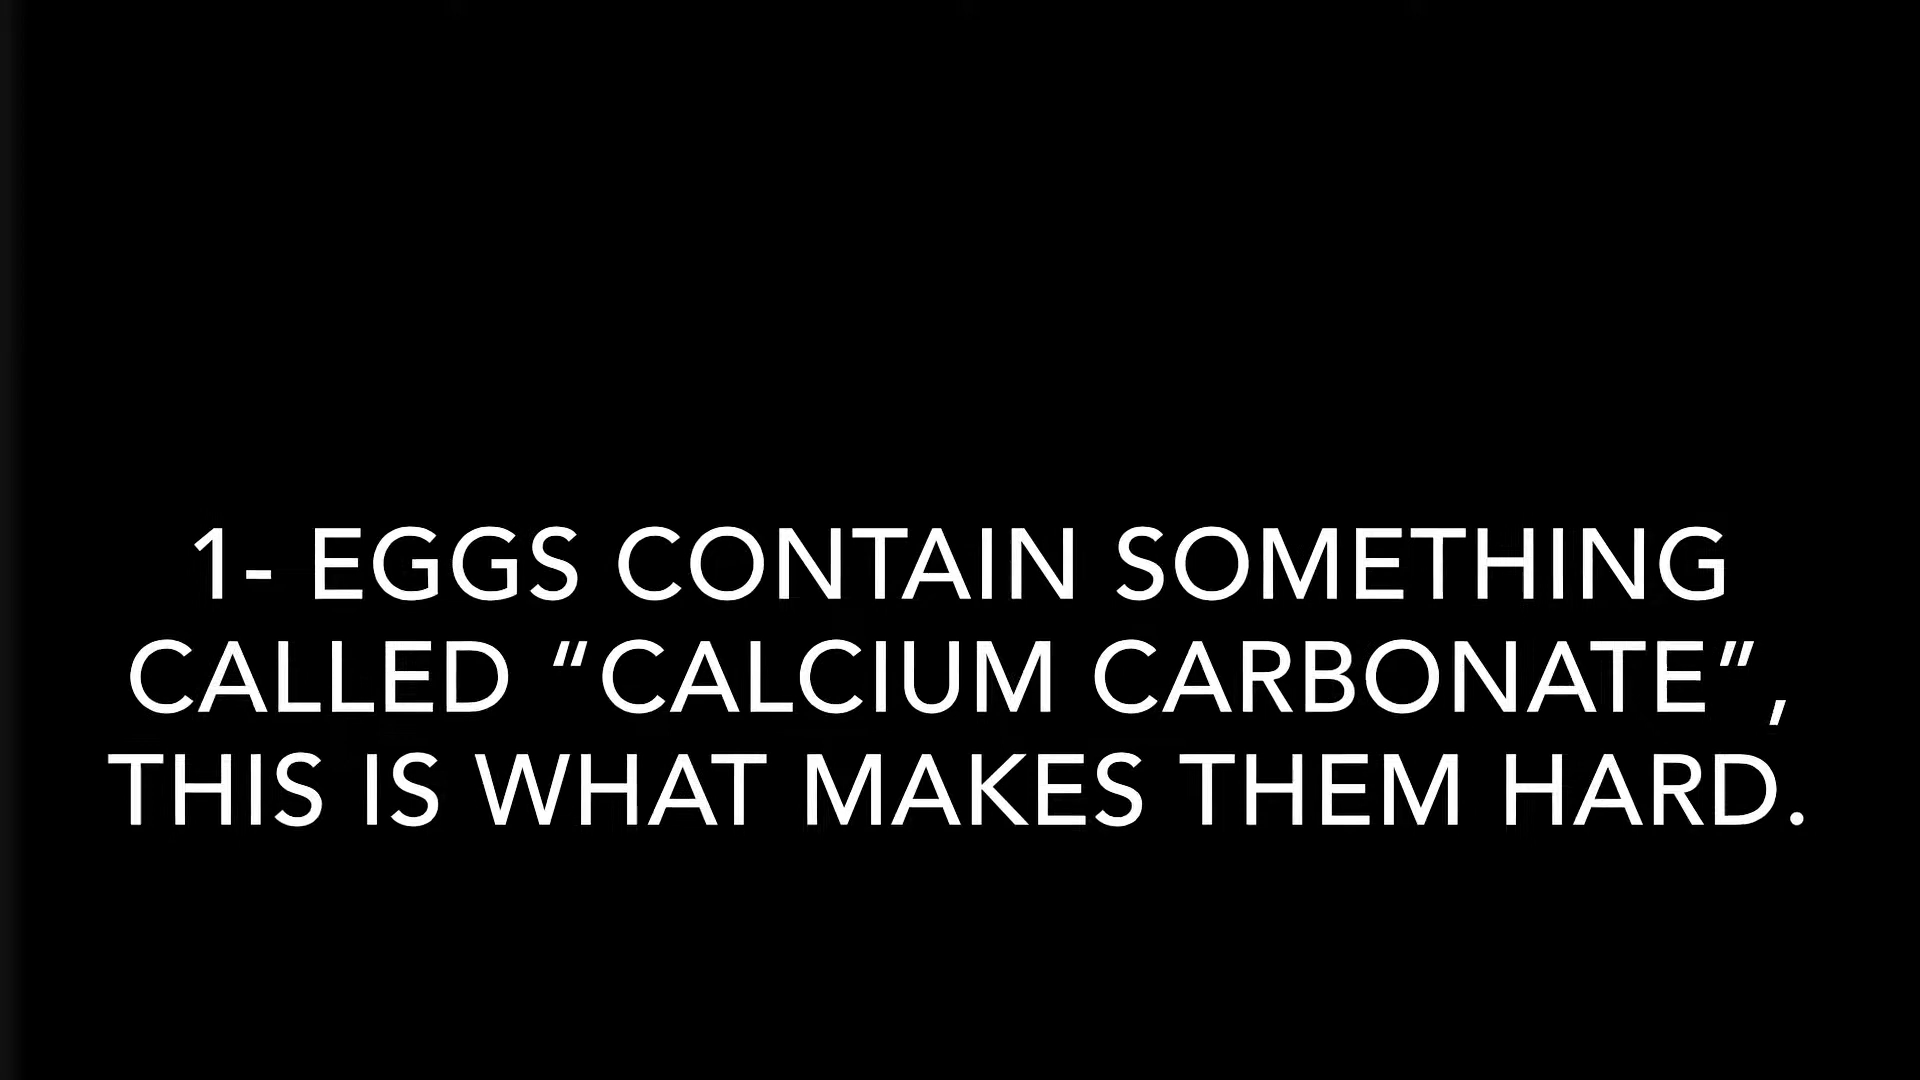 1- EGGS CONTAIN SOMETHING
CALLED “CALCIUM CARBONATE”,
THIS IS WHAT MAKES THEM HARD.